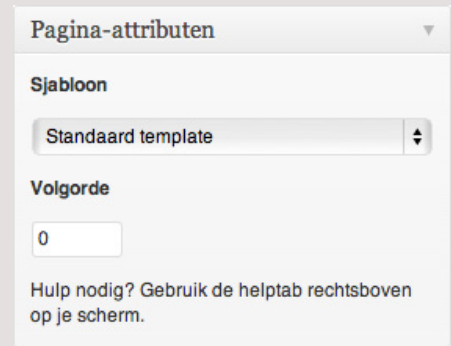 Pagina-attributen
Sjabloon
Standaard template
Volgorde
0
Hulp nodig? Gebruik de helptab rechtsboven
op je scherm.